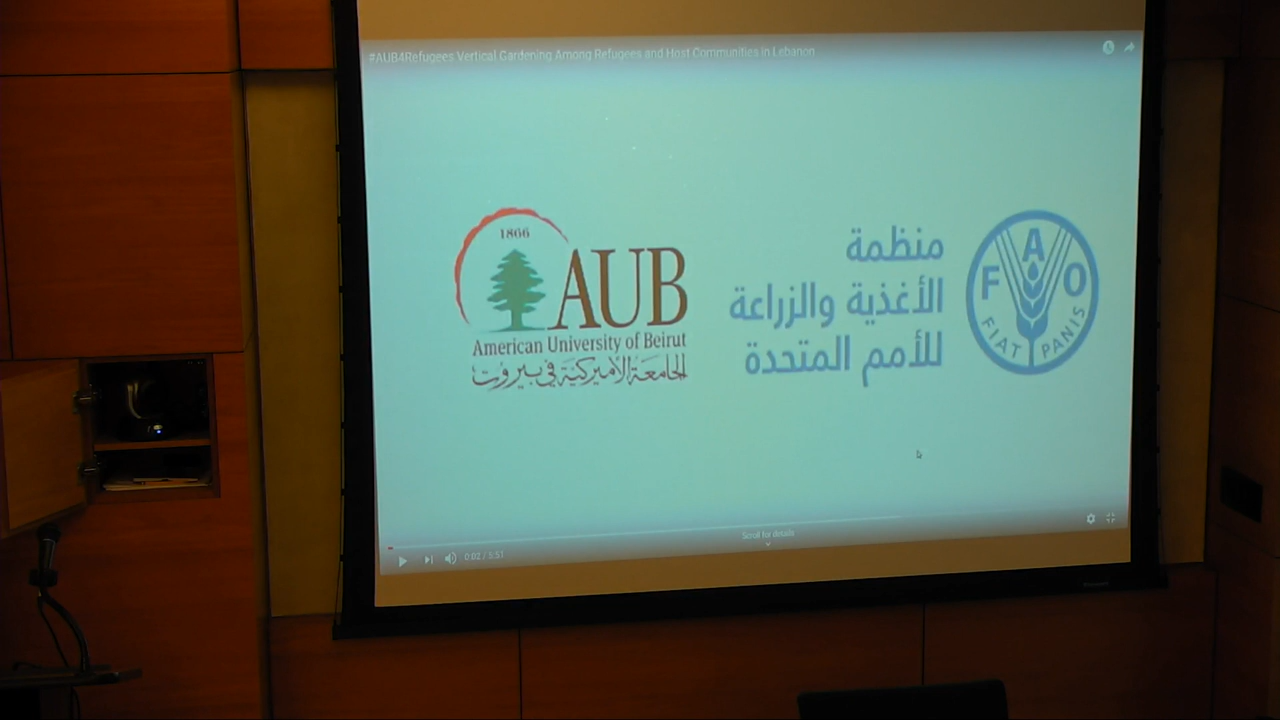 #AUB4Refugees Vertical Gardening Among Refugees and Host Communities in Lebanon
1866
AUB
American University of Beirut
الجامعة الأميركية في بيروت
منظمة
الأغذية والزراعة
للأمم المتحدة
F A O
FIAT PANIS
Scroll for details
0:02 / 5:51